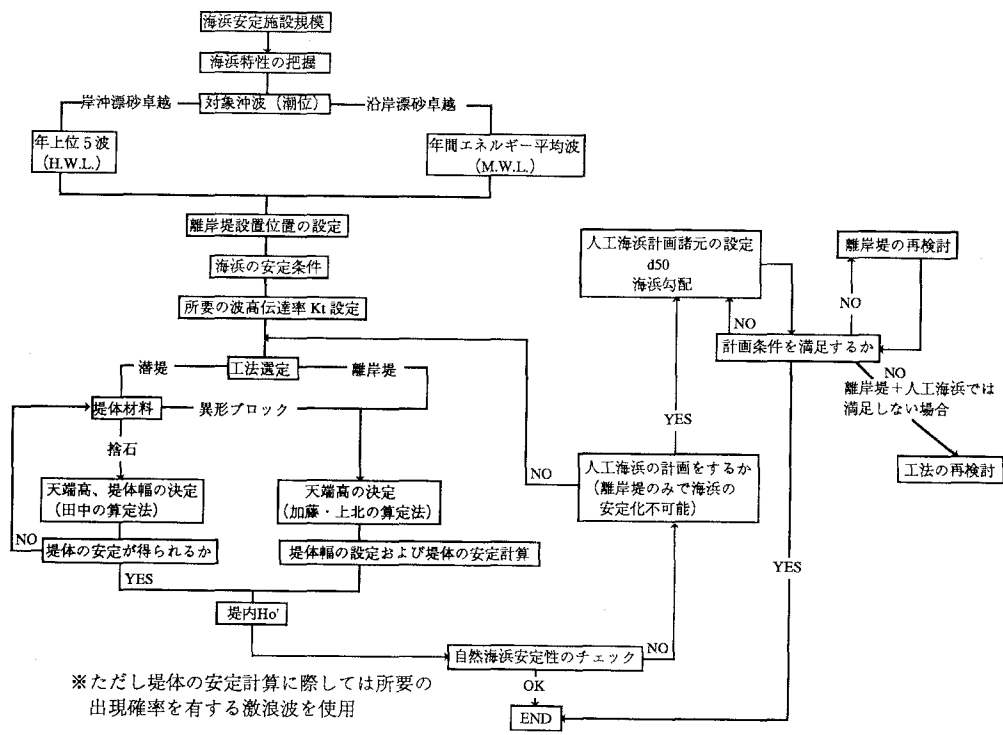 海浜安定施設規模
海浜特性の把握
岸沖漂砂卓越
対象沖波（潮位）
沿岸漂砂卓越
年上位５波
（H.W.L.）
年間エネルギー平均波
（M.W.L.）
離岸堤設置位置の設定
海浜の安定条件
所要の波高伝達率 Kt 設定
潜堤
工法選定
離岸堤
堤体材料
異形ブロック
捨石
天端高、堤体幅の決定
（田中の算定法）
天端高の決定
（加藤・上北の算定法）
NO
堤体の安定が得られるか
堤体幅の設定および堤体の安定計算
YES
堤内Ho'
自然海浜安定性のチェック
NO
OK
END
人工海浜の計画をするか
（離岸堤のみで海浜の
安定化不可能）
NO
YES
人工海浜計画諸元の設定
d50
海浜勾配
離岸堤の再検討
NO
NO
計画条件を満足するか
NO
離岸堤＋人工海浜では
満足しない場合
工法の再検討
YES
※ただし堤体の安定計算に際しては所要の
出現確率を有する激浪波を使用